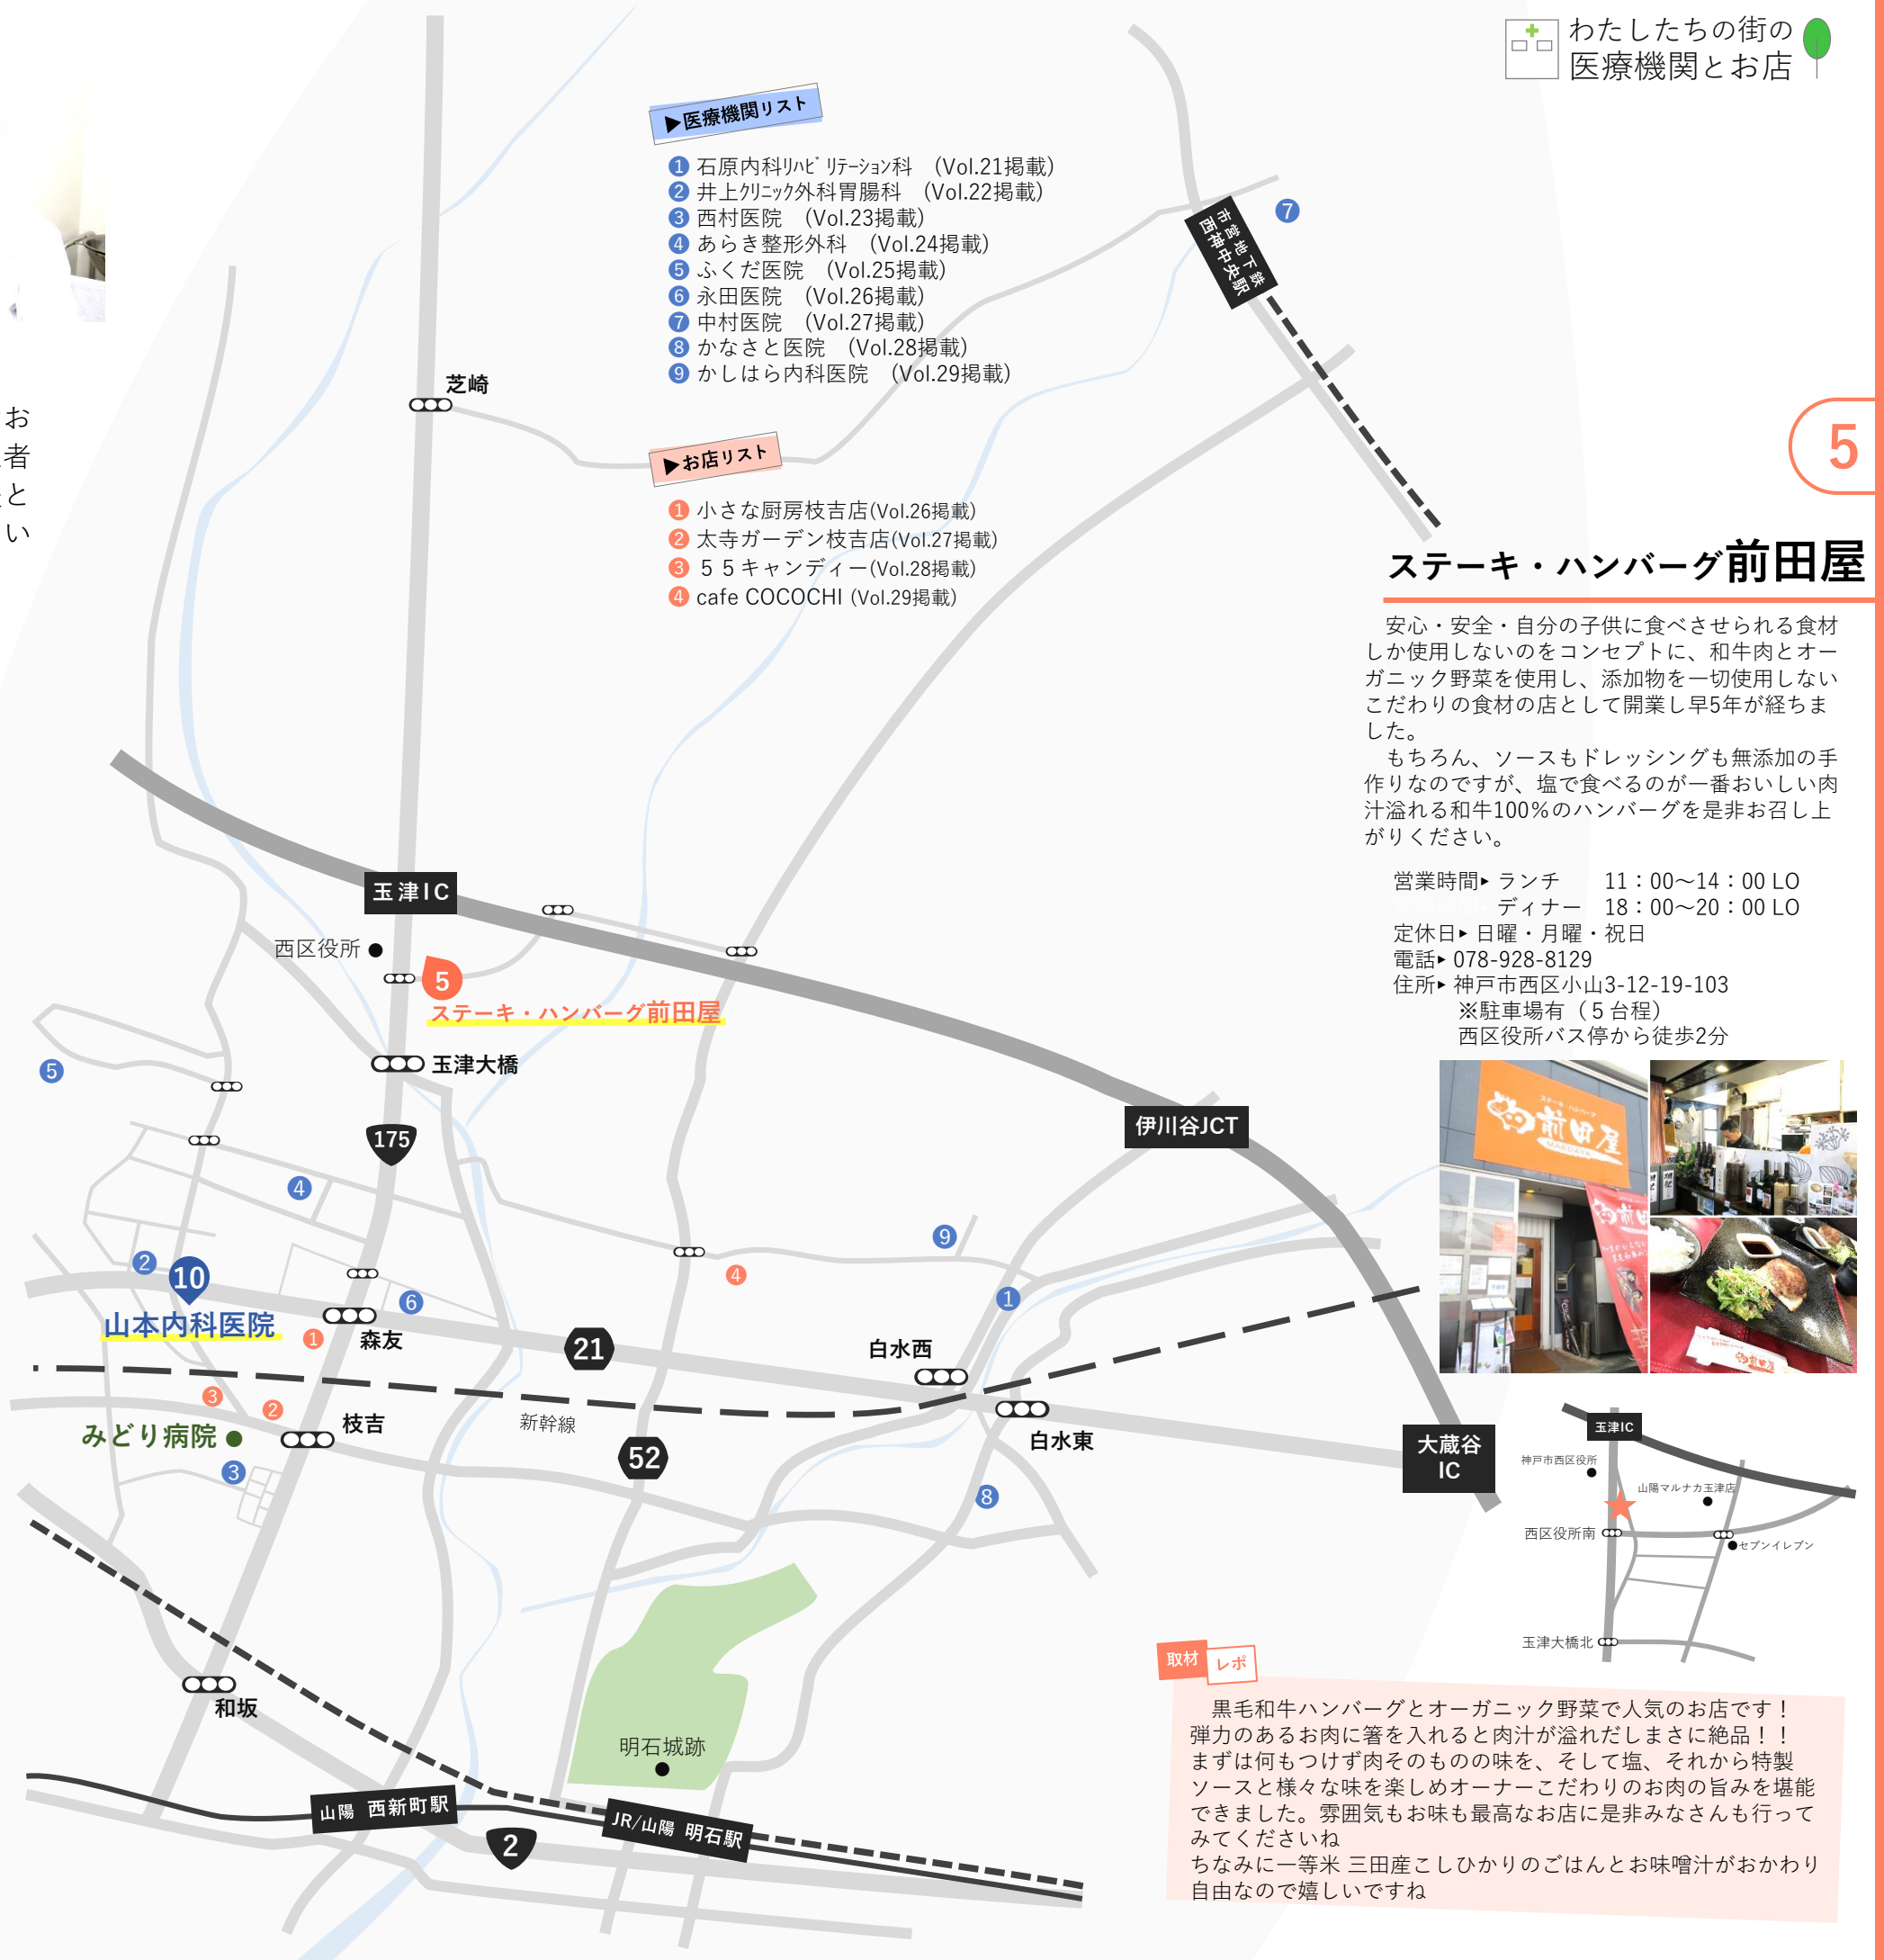 わたしたちの街の
医療機関とお店
▶医療機関リスト
1 石原内科ﾘﾊﾋﾞﾘﾃｰｼｮﾝ科 (Vol.21掲載)
2 井上ｸﾘﾆｯｸ外科胃腸科 (Vol.22掲載)
3 西村医院 (Vol.23掲載)
4 あらき整形外科 (Vol.24掲載)
5 ふくだ医院 (Vol.25掲載)
6 永田医院 (Vol.26掲載)
7 中村医院 (Vol.27掲載)
8 かなさと医院 (Vol.28掲載)
9 かしはら内科医院 (Vol.29掲載)
▶お店リスト
1 小さな厨房枝吉店(Vol.26掲載)
2 太寺ガーデン枝吉店(Vol.27掲載)
3 ５５キャンディー(Vol.28掲載)
4 cafe COCOCHI (Vol.29掲載)
お
者
と
い
市営地下鉄
西神中央駅
7
芝崎
5
ステーキ・ハンバーグ前田屋
安心・安全・自分の子供に食べさせられる食材
しか使用しないのをコンセプトに、和牛肉とオー
ガニック野菜を使用し、添加物を一切使用しない
こだわりの食材の店として開業し早5年が経ちま
した。
もちろん、ソースもドレッシングも無添加の手
作りなのですが、塩で食べるのが一番おいしい肉
汁溢れる和牛100％のハンバーグを是非お召し上
がりください。
営業時間▶ ランチ 11：00〜14：00 LO
ディナー 18：00〜20：00 LO
定休日▶ 日曜・月曜・祝日
電話▶ 078-928-8129
住所▶ 神戸市西区小山3-12-19-103
※駐車場有（５台程）
西区役所バス停から徒歩2分
玉津IC
西区役所
5
ステーキ・ハンバーグ前田屋
玉津大橋
5
175
伊川谷JCT
4
9
2
10
山本内科医院
4
1
6
1
森友
21
白水西
3
2
枝吉
新幹線
みどり病院
3
52
白水東
大蔵谷
IC
8
和坂
明石城跡
山陽 西新町駅
JR/山陽 明石駅
2
ステーキ・ハンバーグ
前田屋
前田屋
玉津IC
神戸市西区役所
山陽マルナカ玉津店
西区役所南
セブンイレブン
玉津大橋北
取材
レポ
黒毛和牛ハンバーグとオーガニック野菜で人気のお店です！
弾力のあるお肉に箸を入れると肉汁が溢れだしまさに絶品！！
まずは何もつけず肉そのものの味を、そして塩、それから特製
ソースと様々な味を楽しめオーナーこだわりのお肉の旨みを堪能
できました。雰囲気もお味も最高なお店に是非みなさんも行って
みてくださいね
ちなみに一等米 三田産こしひかりのごはんとお味噌汁がおかわり
自由なので嬉しいですね